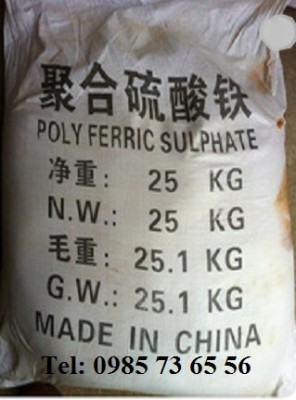 聚合硫酸铁
POLY FERRIC SULPHATE
净重: 25 KG
N.W.: 25 KG
毛重: 25.1 KG
G.W.: 25.1 KG
MADE IN CHINA
Tel: 0985 73 65 56